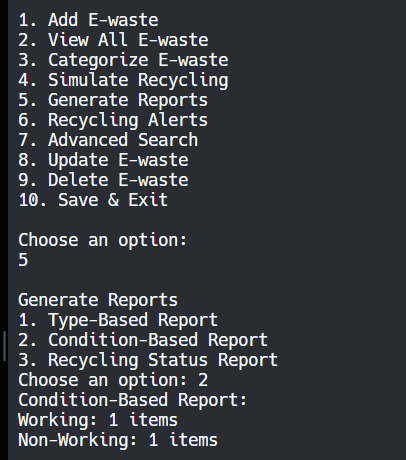 1. Add E-waste
2. View All E-waste
3. Categorize E-waste
4. Simulate Recycling
5. Generate Reports
6. Recycling Alerts
7. Advanced Search
8. Update E-waste
9. Delete E-waste
10. Save & Exit
Choose an option:
5
Generate Reports
1. Type-Based Report
2. Condition-Based Report
3. Recycling Status Report
Choose an option: 2
Condition-Based Report:
Working: 1 items
Non-Working: 1 items